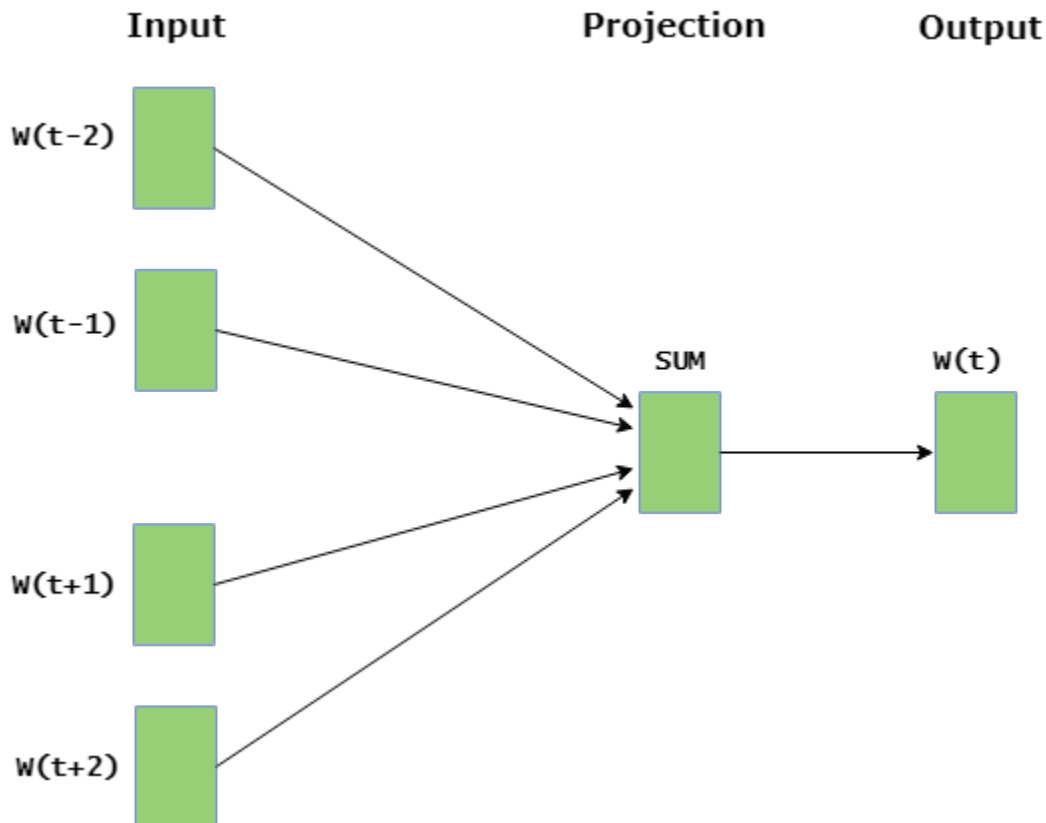 Input Projection Output
W(t-2)
W(t-1)
SUM W(t)
W(t+1)
W(t+2)